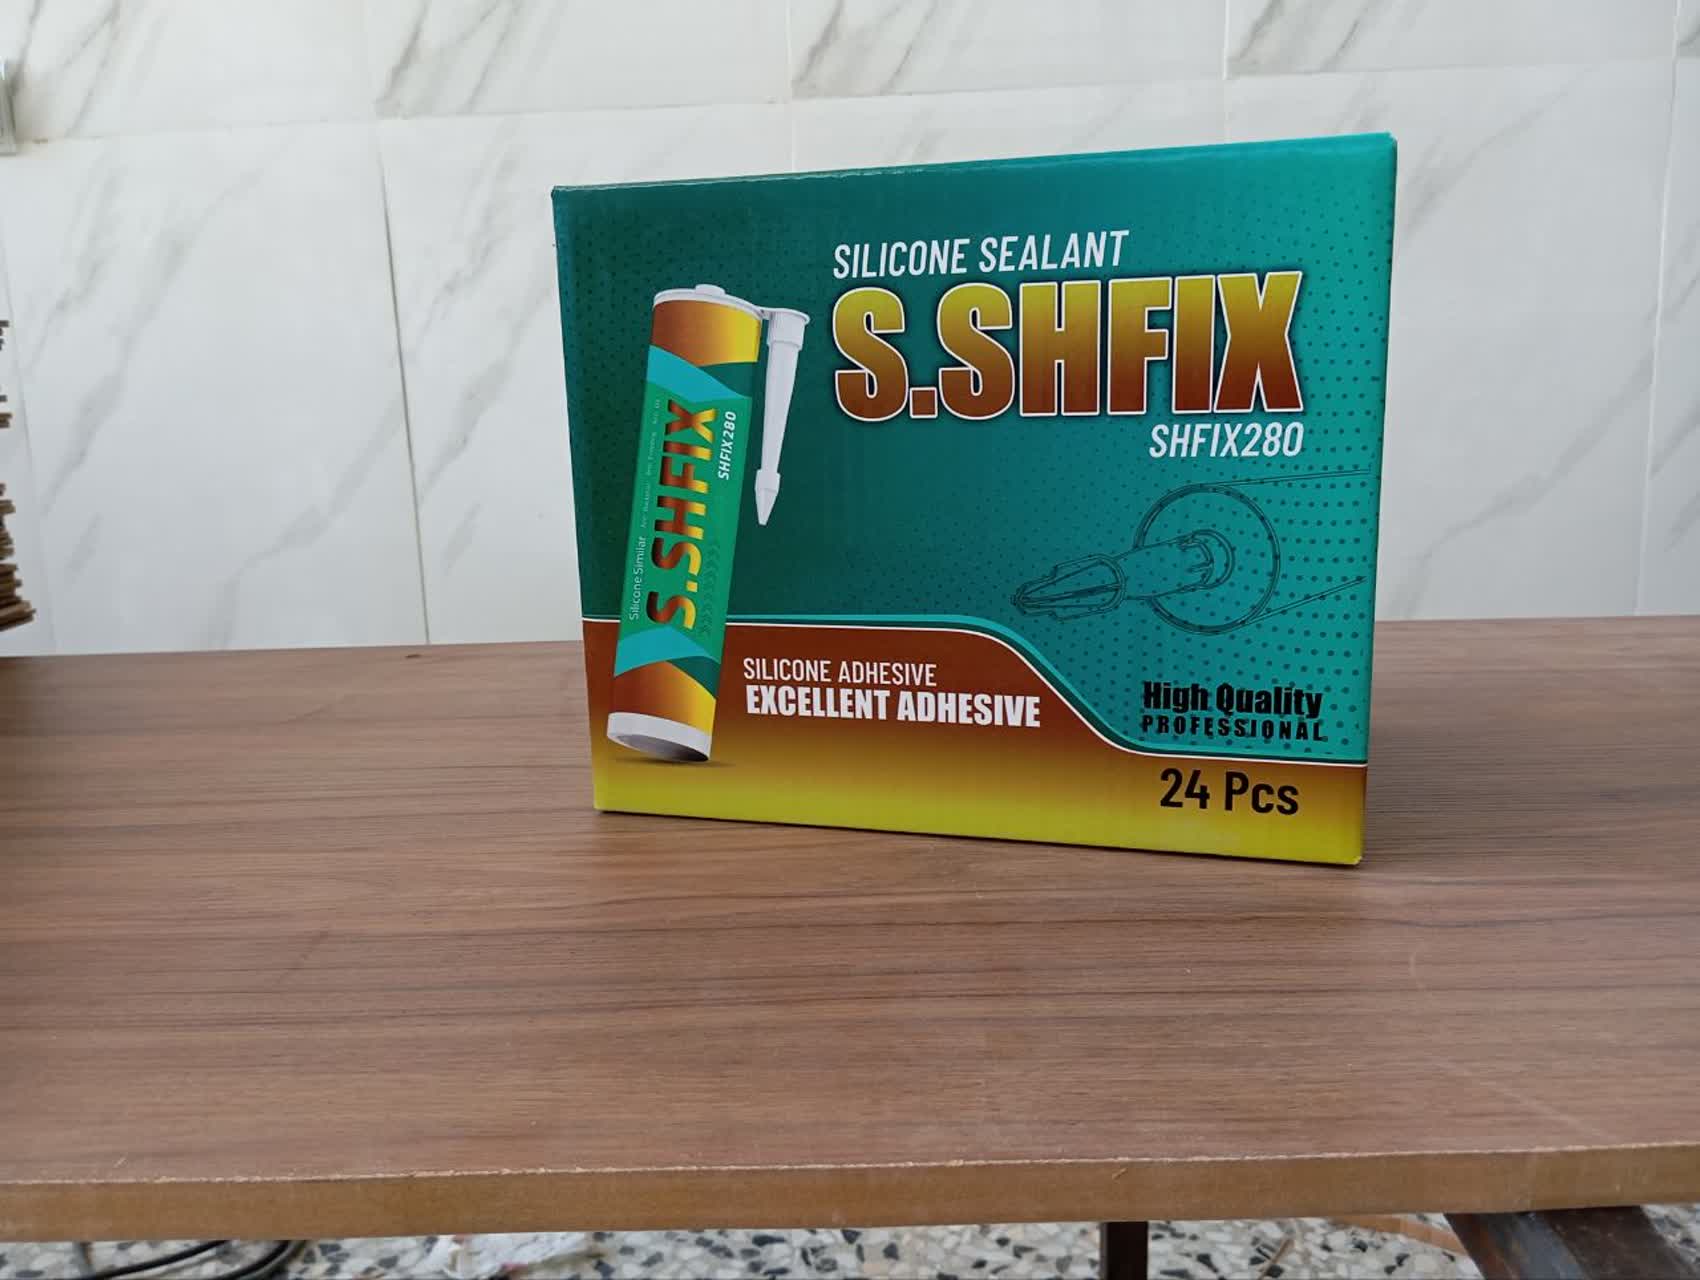 SILICONE SEALANT
S.SHFIX
SHFIX280
S.SHFIX
SHFIX280
Silicone Similar
SILICONE ADHESIVE
EXCELLENT ADHESIVE
High Quality
PROFESSIONAL
24 Pcs